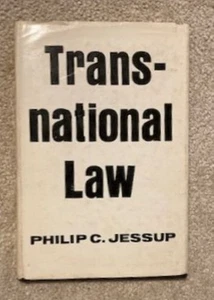 Trans-
national
Law
PHILIP C. JESSUP